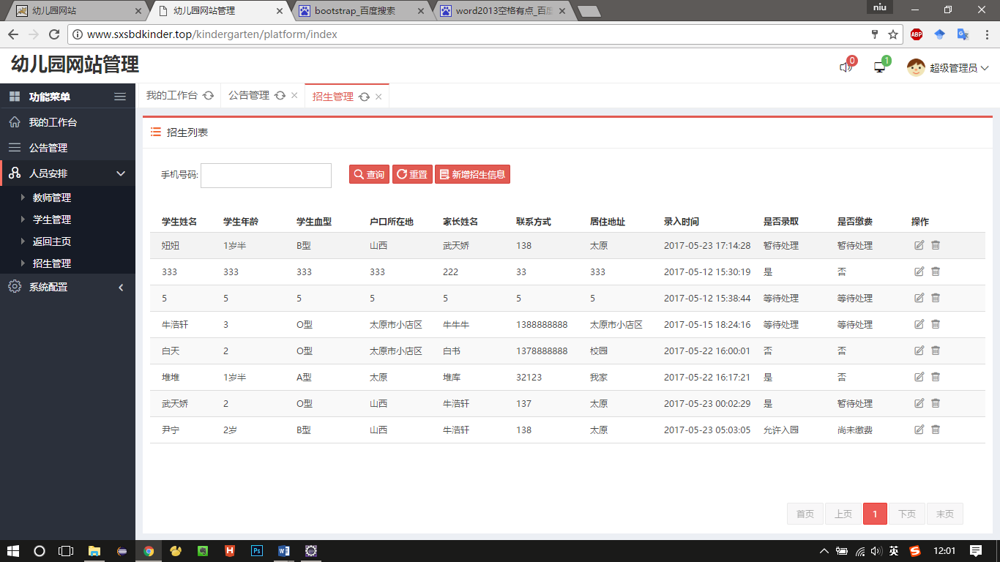 幼儿园网站 幼儿园网站管理 bootstrap_百度搜索 word2013空格有点_百度 niu
www.sxsbdkinder.top/kindergarten/platform/index ABP
幼儿园网站管理 0 1 超级管理员
功能菜单 我的工作台 公告管理 招生管理
我的工作台
公告管理
人员安排
教师管理
学生管理
返回主页
招生管理
系统配置
招生列表
手机号码: 查询 重置 新增招生信息
学生姓名 学生年龄 学生血型 户口所在地 家长姓名 联系方式 居住地址 录入时间 是否录取 是否缴费 操作
妞妞 1岁半 B型 山西 武天娇 138 太原 2017-05-23 17:14:28 暂待处理 暂待处理
333 333 333 333 222 33 333 2017-05-12 15:30:19 是 否
5 5 5 5 5 5 5 2017-05-12 15:38:44 等待处理 等待处理
牛浩轩 3 O型 太原市小店区 牛牛牛 1388888888 太原市小店区 2017-05-15 18:24:16 等待处理 等待处理
白天 2 O型 太原市小店区 白书 1378888888 校园 2017-05-22 16:00:01 否 否
堆堆 1岁半 A型 太原 堆库 32123 我家 2017-05-22 16:17:21 是 否
武天娇 2 O型 山西 牛浩轩 137 太原 2017-05-23 00:02:29 是 暂待处理
尹宁 2岁 B型 山西 牛浩轩 138 太原 2017-05-23 05:03:05 允许入园 尚未缴费
首页 上页 1 下页 末页
H Ps W 英 S 12:01